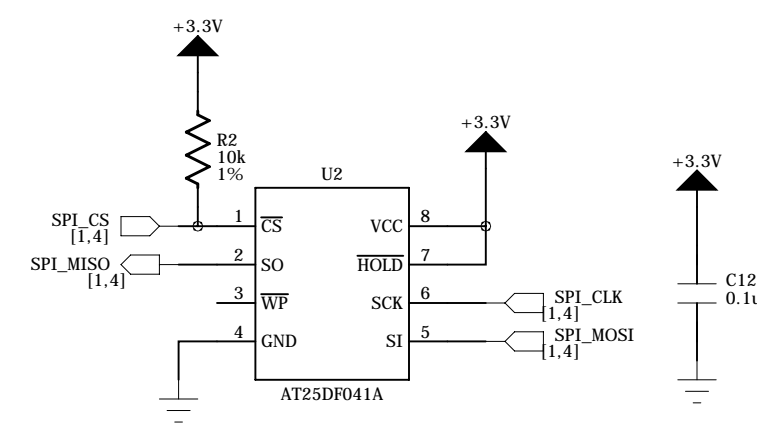 +3.3V
R2
10k
1%
+3.3V
+3.3V
U2
SPI_CS
[1,4]
1
CS
VCC
8
SPI_MISO
[1,4]
2
SO
HOLD
7
3
WP
SCK
6
SPI_CLK
[1,4]
4
GND
SI
5
SPI_MOSI
[1,4]
AT25DF041A
C12
0.1u